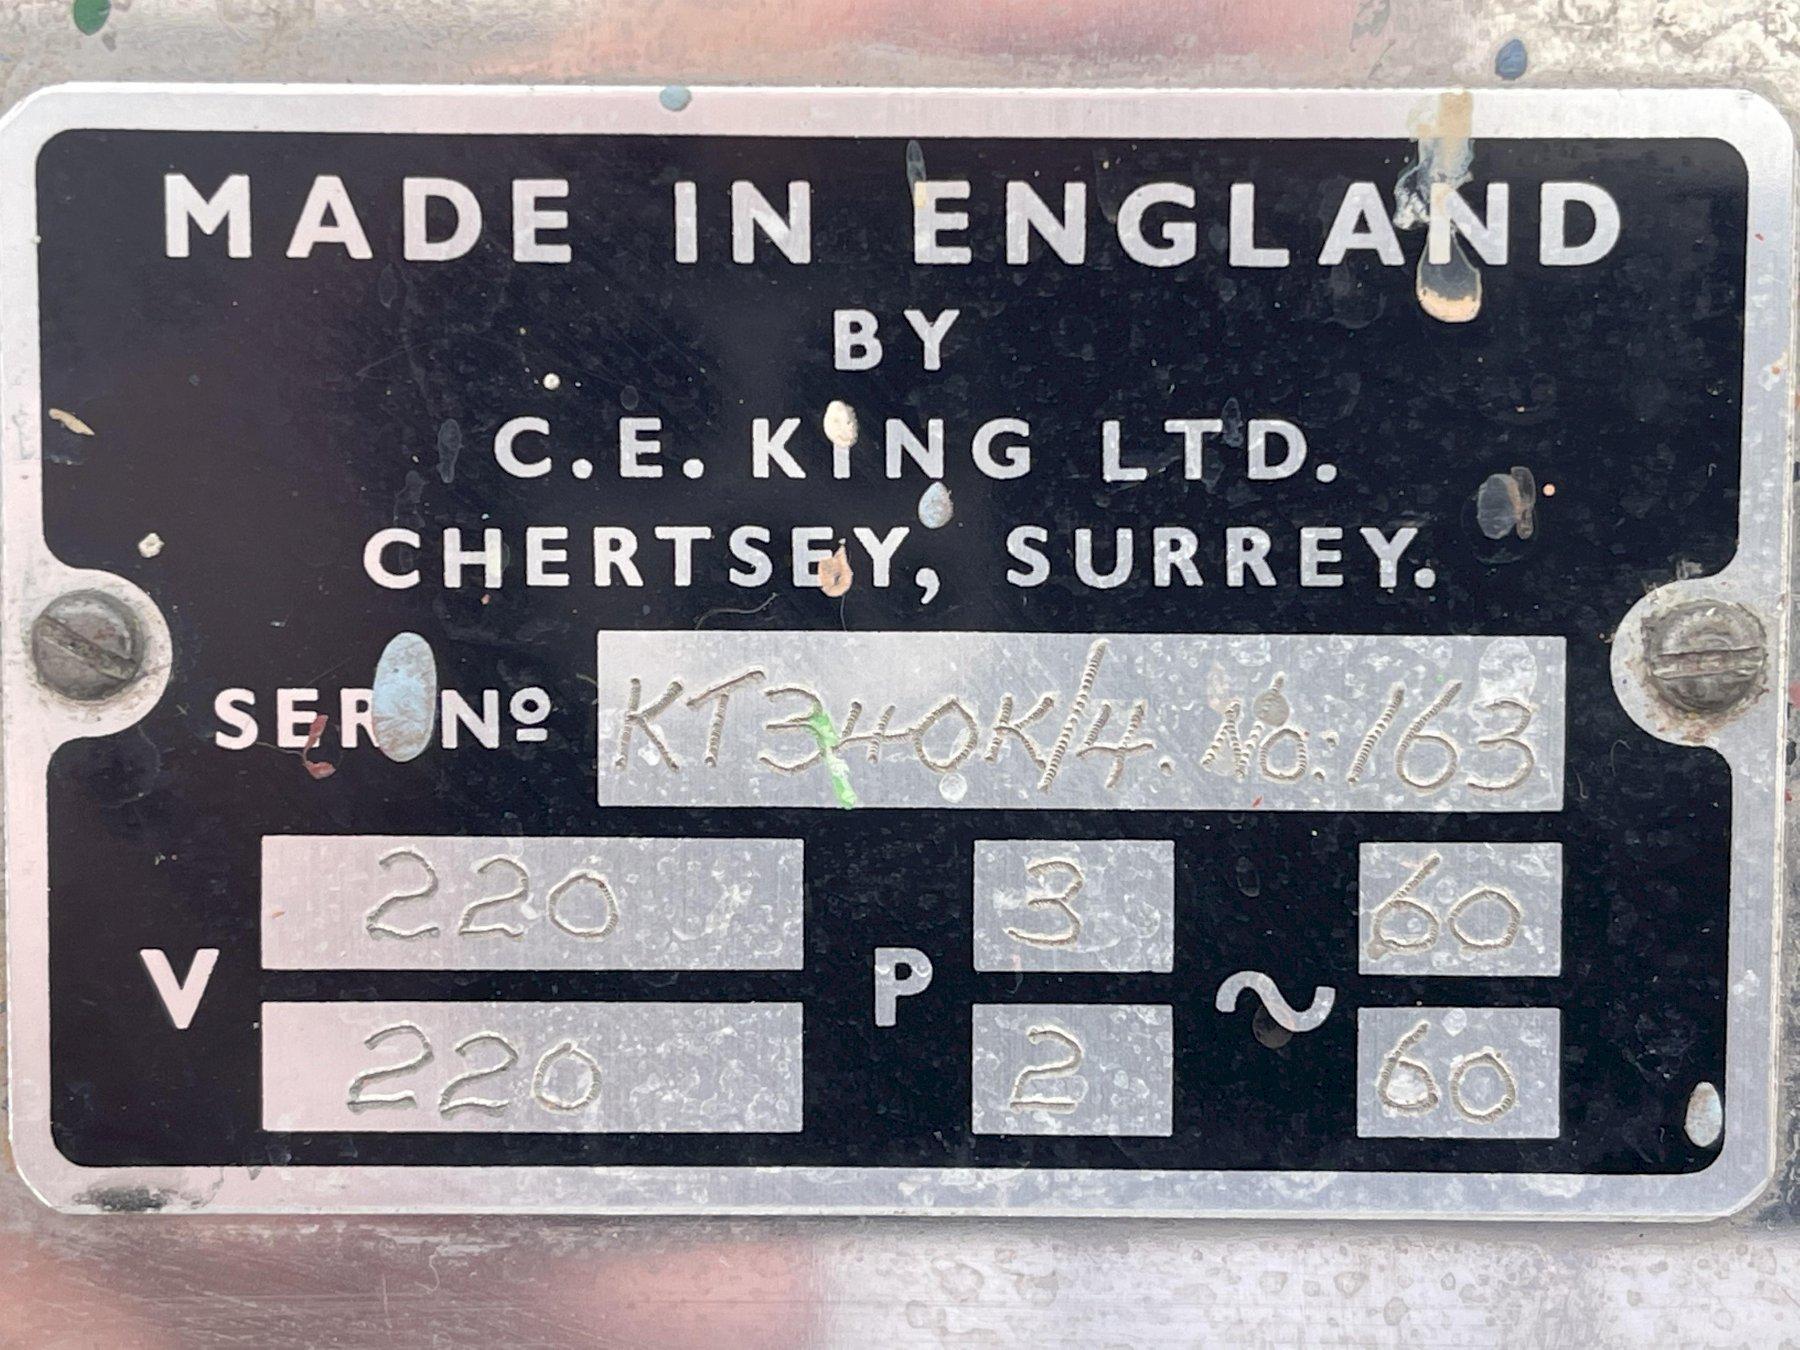 MADE IN ENGLAND
BY
C.E. KING LTD.
CHERTSEY, SURREY.
SER Nº KT340K/4. No: 163
V 220 P 3 ~ 60
220 2 60